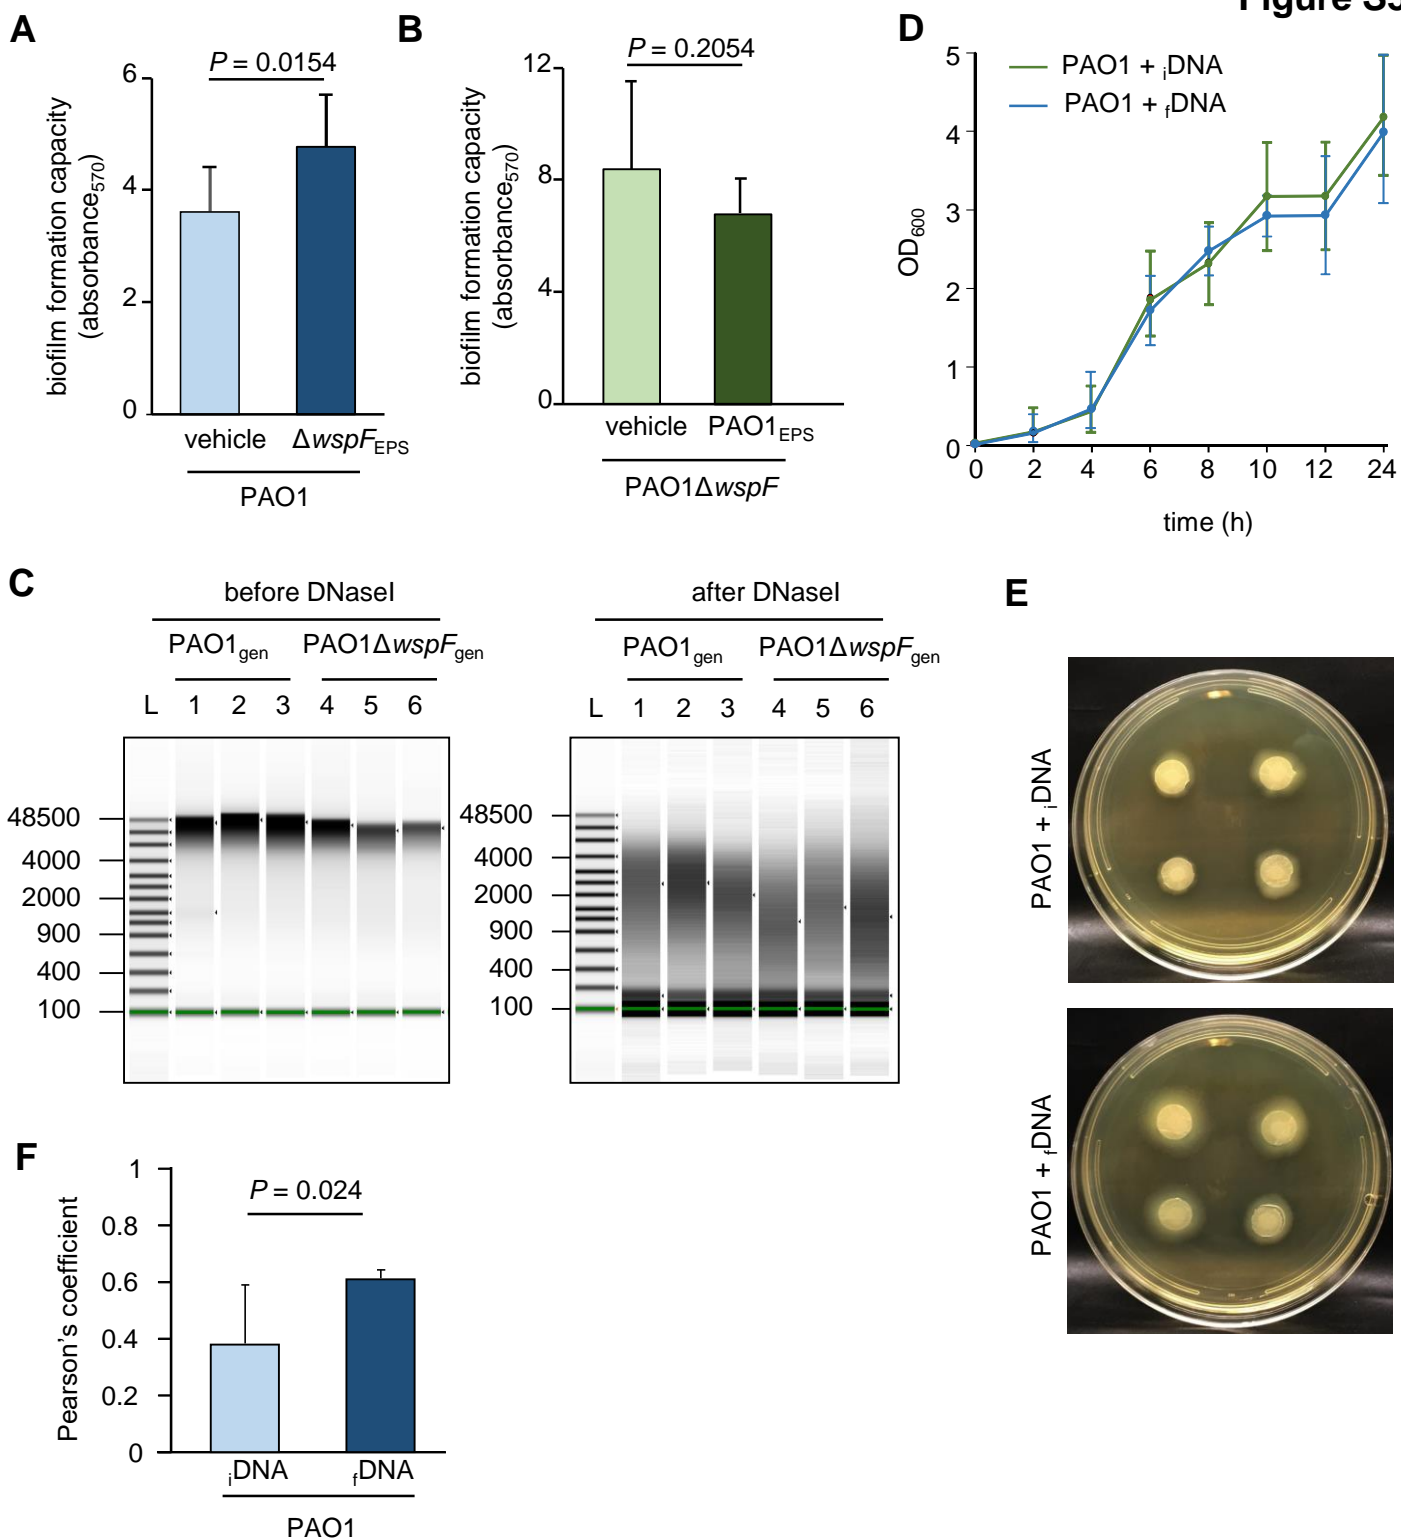 Figure S5
A
P = 0.0154
biofilm formation capacity
(absorbance570)
6
4
2
0
vehicle ΔwspFEPS
PAO1
B
P = 0.2054
biofilm formation capacity
(absorbance570)
12
8
4
0
vehicle PAO1EPS
PAO1ΔwspF
D
PAO1 + iDNA
PAO1 + fDNA
OD600
5
4
3
2
1
0
0 2 4 6 8 10 12 24
time (h)
C
before DNaseI
PAO1gen PAO1ΔwspFgen
L 1 2 3 4 5 6
48500
4000
2000
900
400
100
after DNaseI
PAO1gen PAO1ΔwspFgen
L 1 2 3 4 5 6
48500
4000
2000
900
400
100
E
PAO1 + iDNA
PAO1 + fDNA
F
P = 0.024
Pearson’s coefficient
1
0.8
0.6
0.4
0.2
0
iDNA fDNA
PAO1